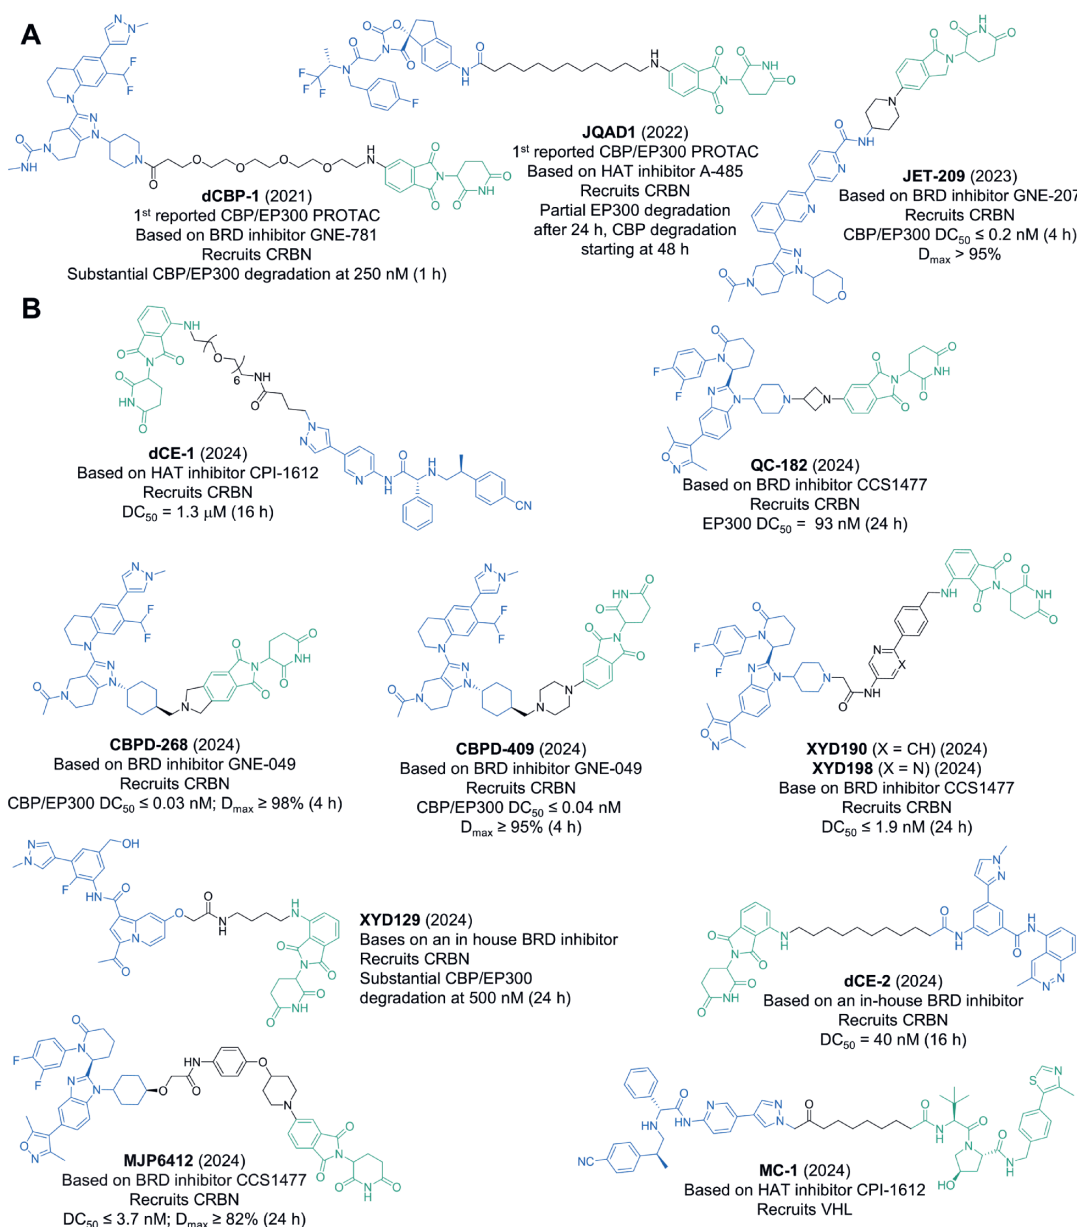 A
dCBP-1 (2021)
1st reported CBP/EP300 PROTAC
Based on BRD inhibitor GNE-781
Recruits CRBN
Substantial CBP/EP300 degradation at 250 nM (1 h)
JQAD1 (2022)
1st reported CBP/EP300 PROTAC
Based on HAT inhibitor A-485
Recruits CRBN
Partial EP300 degradation
after 24 h, CBP degradation
starting at 48 h
JET-209 (2023)
Based on BRD inhibitor GNE-207
Recruits CRBN
CBP/EP300 DC50 ≤ 0.2 nM (4 h)
Dmax > 95%
B
dCE-1 (2024)
Based on HAT inhibitor CPI-1612
Recruits CRBN
DC50 = 1.3 μM (16 h)
QC-182 (2024)
Based on BRD inhibitor CCS1477
Recruits CRBN
EP300 DC50 = 93 nM (24 h)
CBPD-268 (2024)
Based on BRD inhibitor GNE-049
Recruits CRBN
CBP/EP300 DC50 ≤ 0.03 nM; Dmax ≥ 98% (4 h)
CBPD-409 (2024)
Based on BRD inhibitor GNE-049
Recruits CRBN
CBP/EP300 DC50 ≤ 0.04 nM
Dmax ≥ 95% (4 h)
XYD190 (X = CH) (2024)
XYD198 (X = N) (2024)
Base on BRD inhibitor CCS1477
Recruits CRBN
DC50 ≤ 1.9 nM (24 h)
XYD129 (2024)
Bases on an in house BRD inhibitor
Recruits CRBN
Substantial CBP/EP300
degradation at 500 nM (24 h)
dCE-2 (2024)
Based on an in-house BRD inhibitor
Recruits CRBN
DC50 = 40 nM (16 h)
MJP6412 (2024)
Based on BRD inhibitor CCS1477
Recruits CRBN
DC50 ≤ 3.7 nM; Dmax ≥ 82% (24 h)
MC-1 (2024)
Based on HAT inhibitor CPI-1612
Recruits VHL